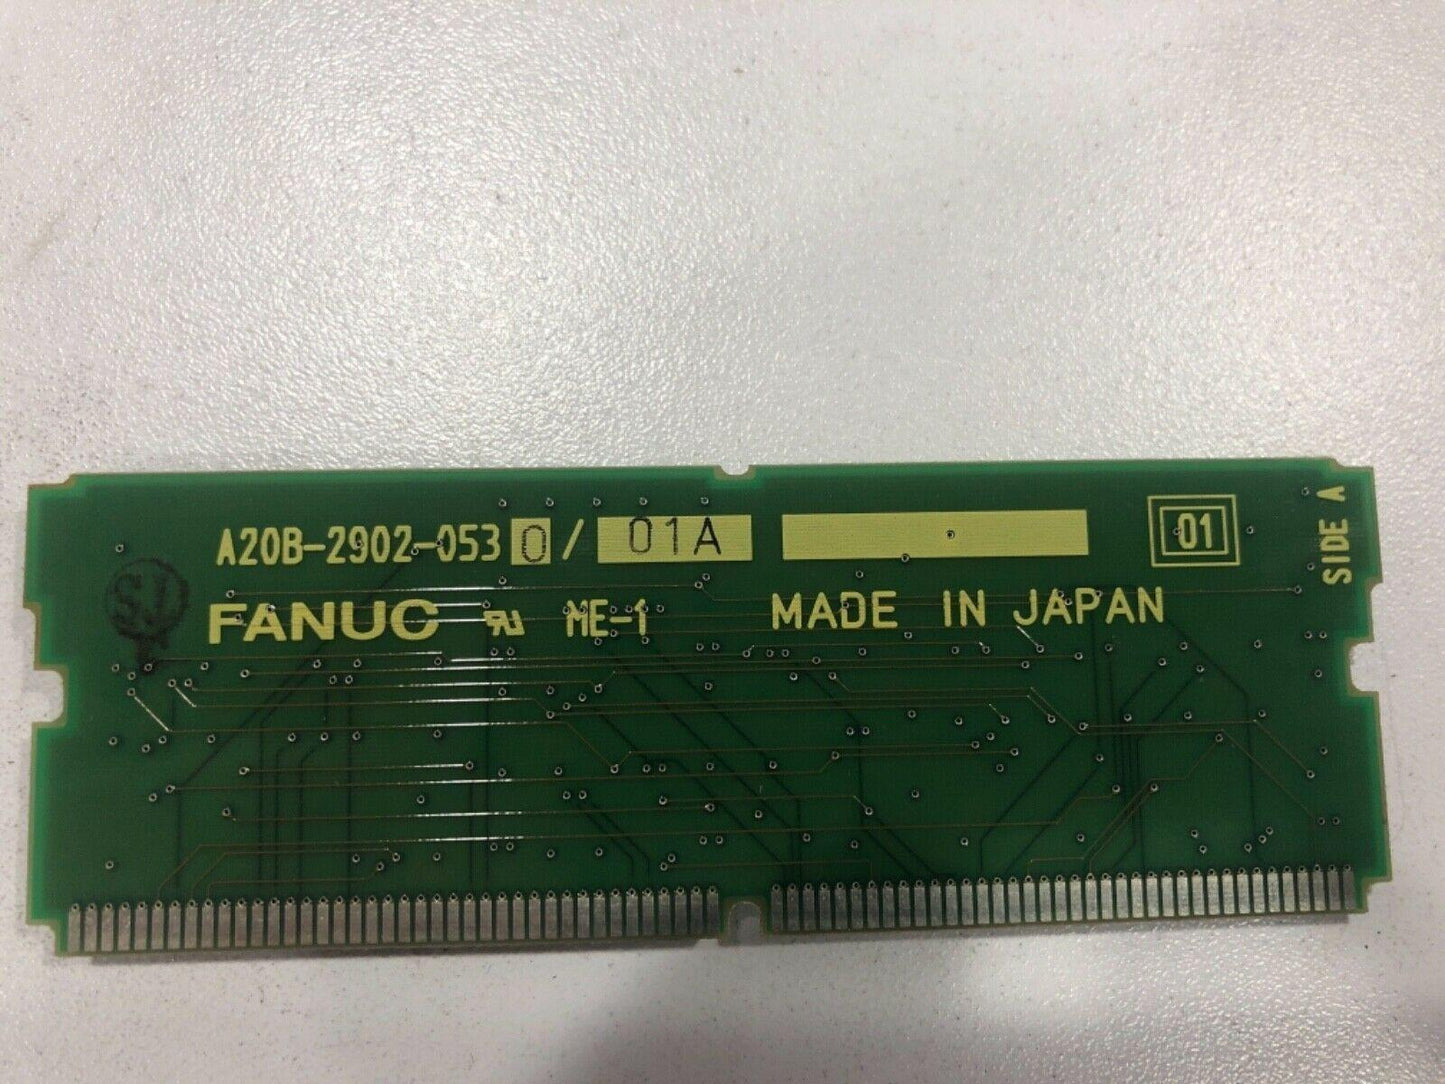 A20B-2902-0530/01A
01
SIDE A
SJ
FANUC ME-1 MADE IN JAPAN